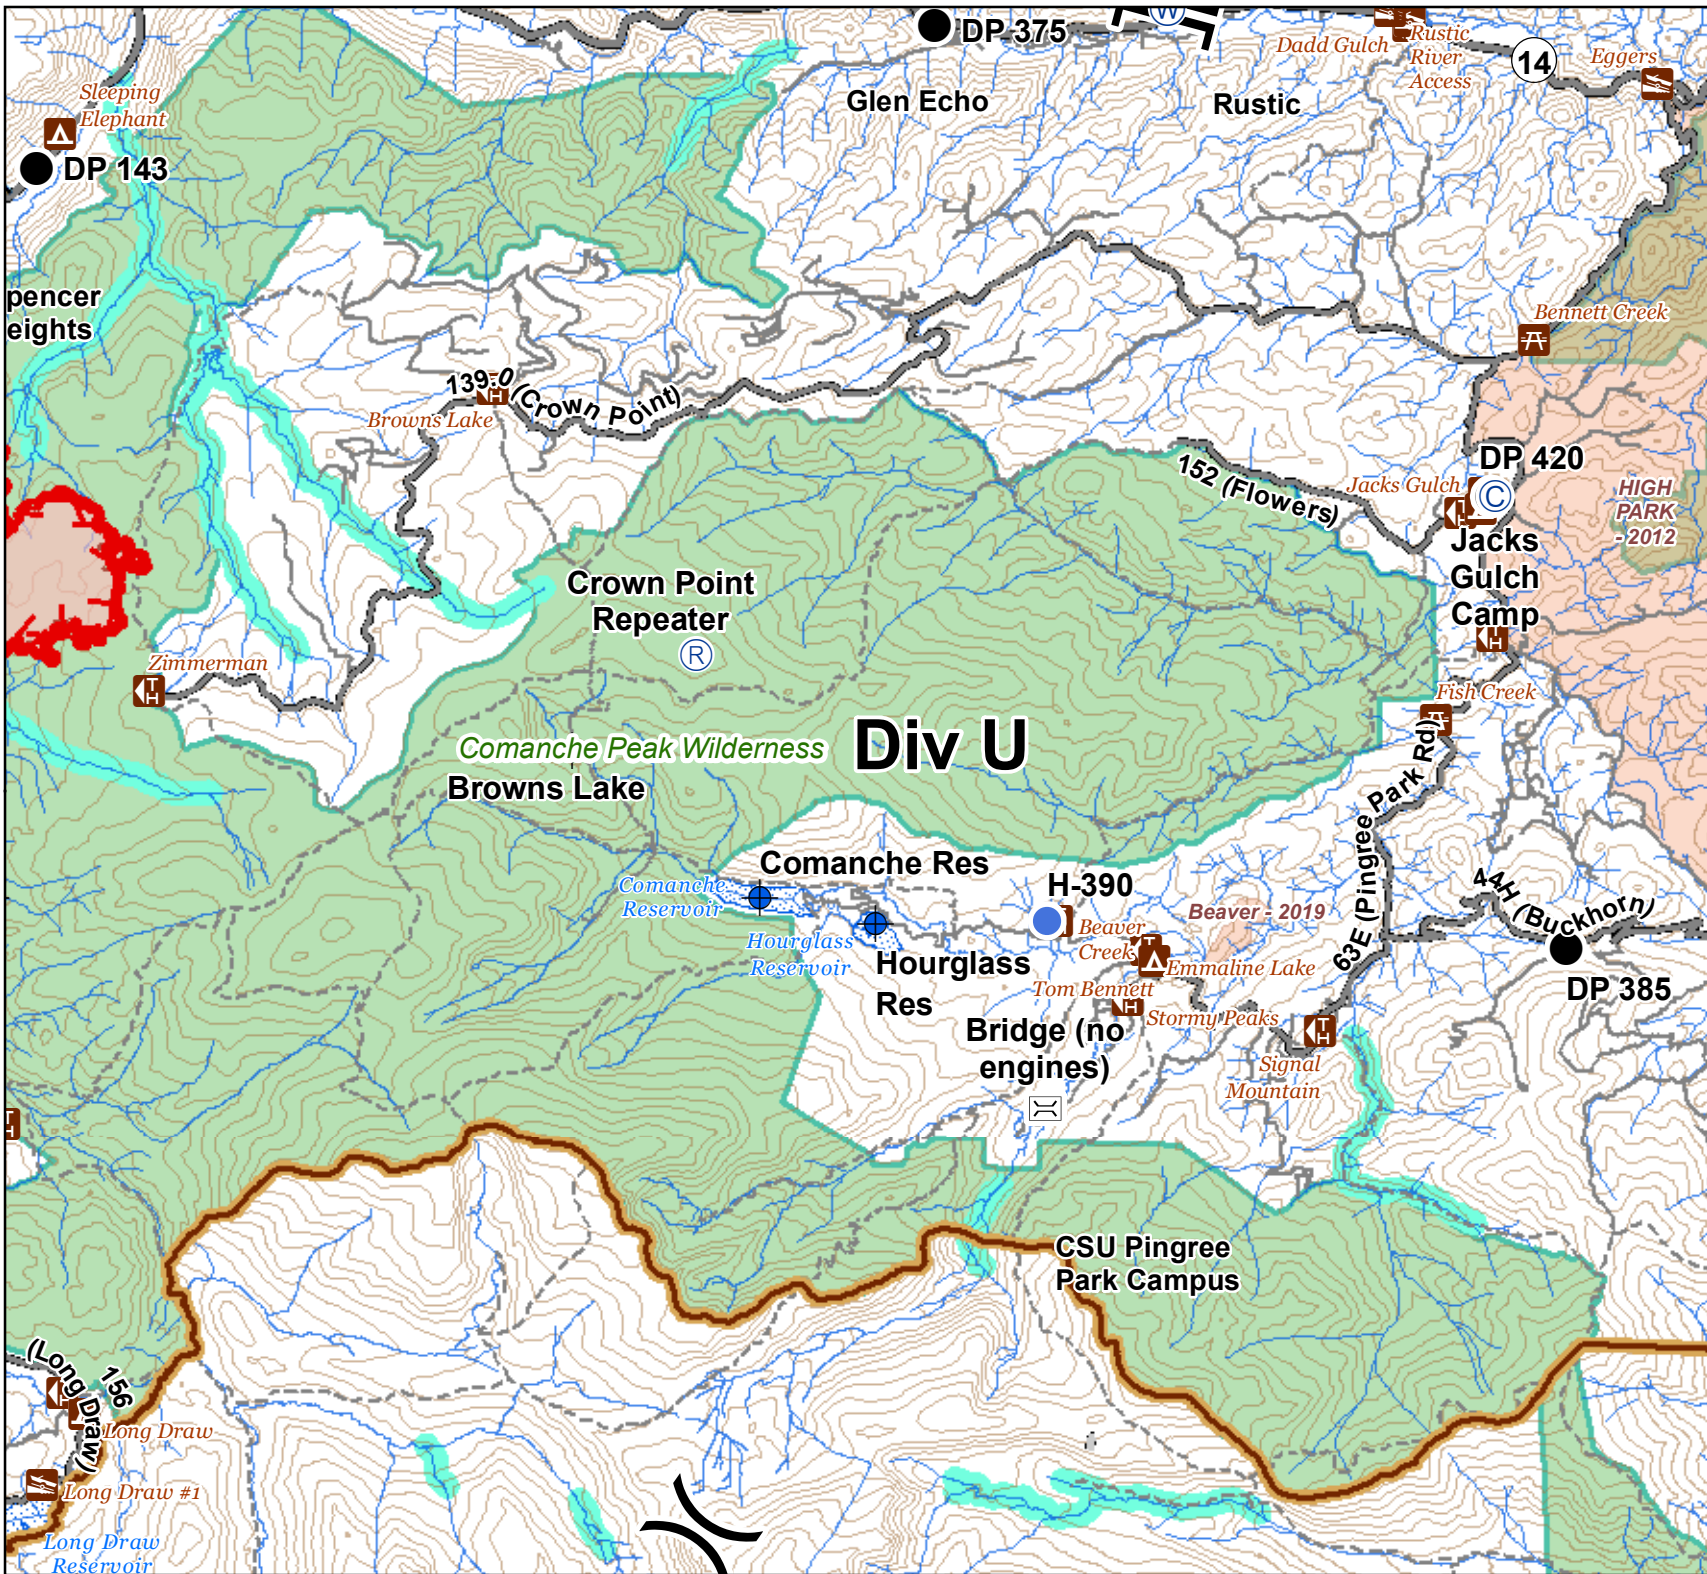 W
DP 375
Dadd Gulch
Rustic
River
Access
14
Eggers
Sleeping
Elephant
DP 143
Glen Echo
Rustic
pencer
eights
Bennett Creek
139.0 (Crown Point)
TH
Browns Lake
152 (Flowers)
DP 420
Jacks Gulch
C
HIGH
PARK
- 2012
Jacks
Gulch
Camp
Crown Point
Repeater
R
Zimmerman
TH
Fish Creek
Div U
Comanche Peak Wilderness
Browns Lake
63E (Pingree Park Rd)
Comanche Res
Comanche
Reservoir
H-390
44H (Buckhorn)
Beaver - 2019
Beaver
Creek
Hourglass
Reservoir
Hourglass
Res
Emmaline Lake
Tom Bennett
DP 385
Stormy Peaks
Bridge (no
engines)
TH
Signal
Mountain
TH
CSU Pingree
Park Campus
156
(Long Draw)
Long Draw
Long Draw #1
Long Draw
Reservoir